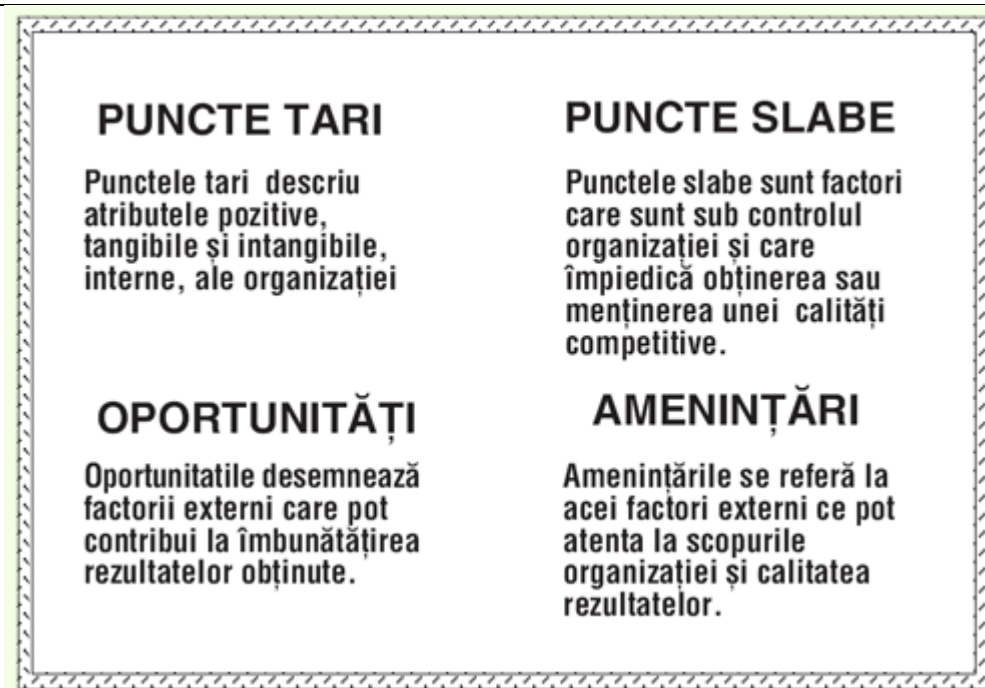 PUNCTE TARI
Punctele tari descriu
atributele pozitive,
tangibile și intangibile,
interne, ale organizației
PUNCTE SLABE
Punctele slabe sunt factori
care sunt sub controlul
organizației și care
împiedică obținerea sau
menținerea unei calități
competitive.
OPORTUNITĂȚI
Oportunitatile desemnează
factorii externi care pot
contribui la îmbunătățirea
rezultatelor obținute.
AMENINȚĂRI
Amenințările se referă la
acei factori externi ce pot
atenta la scopurile
organizației și calitatea
rezultatelor.